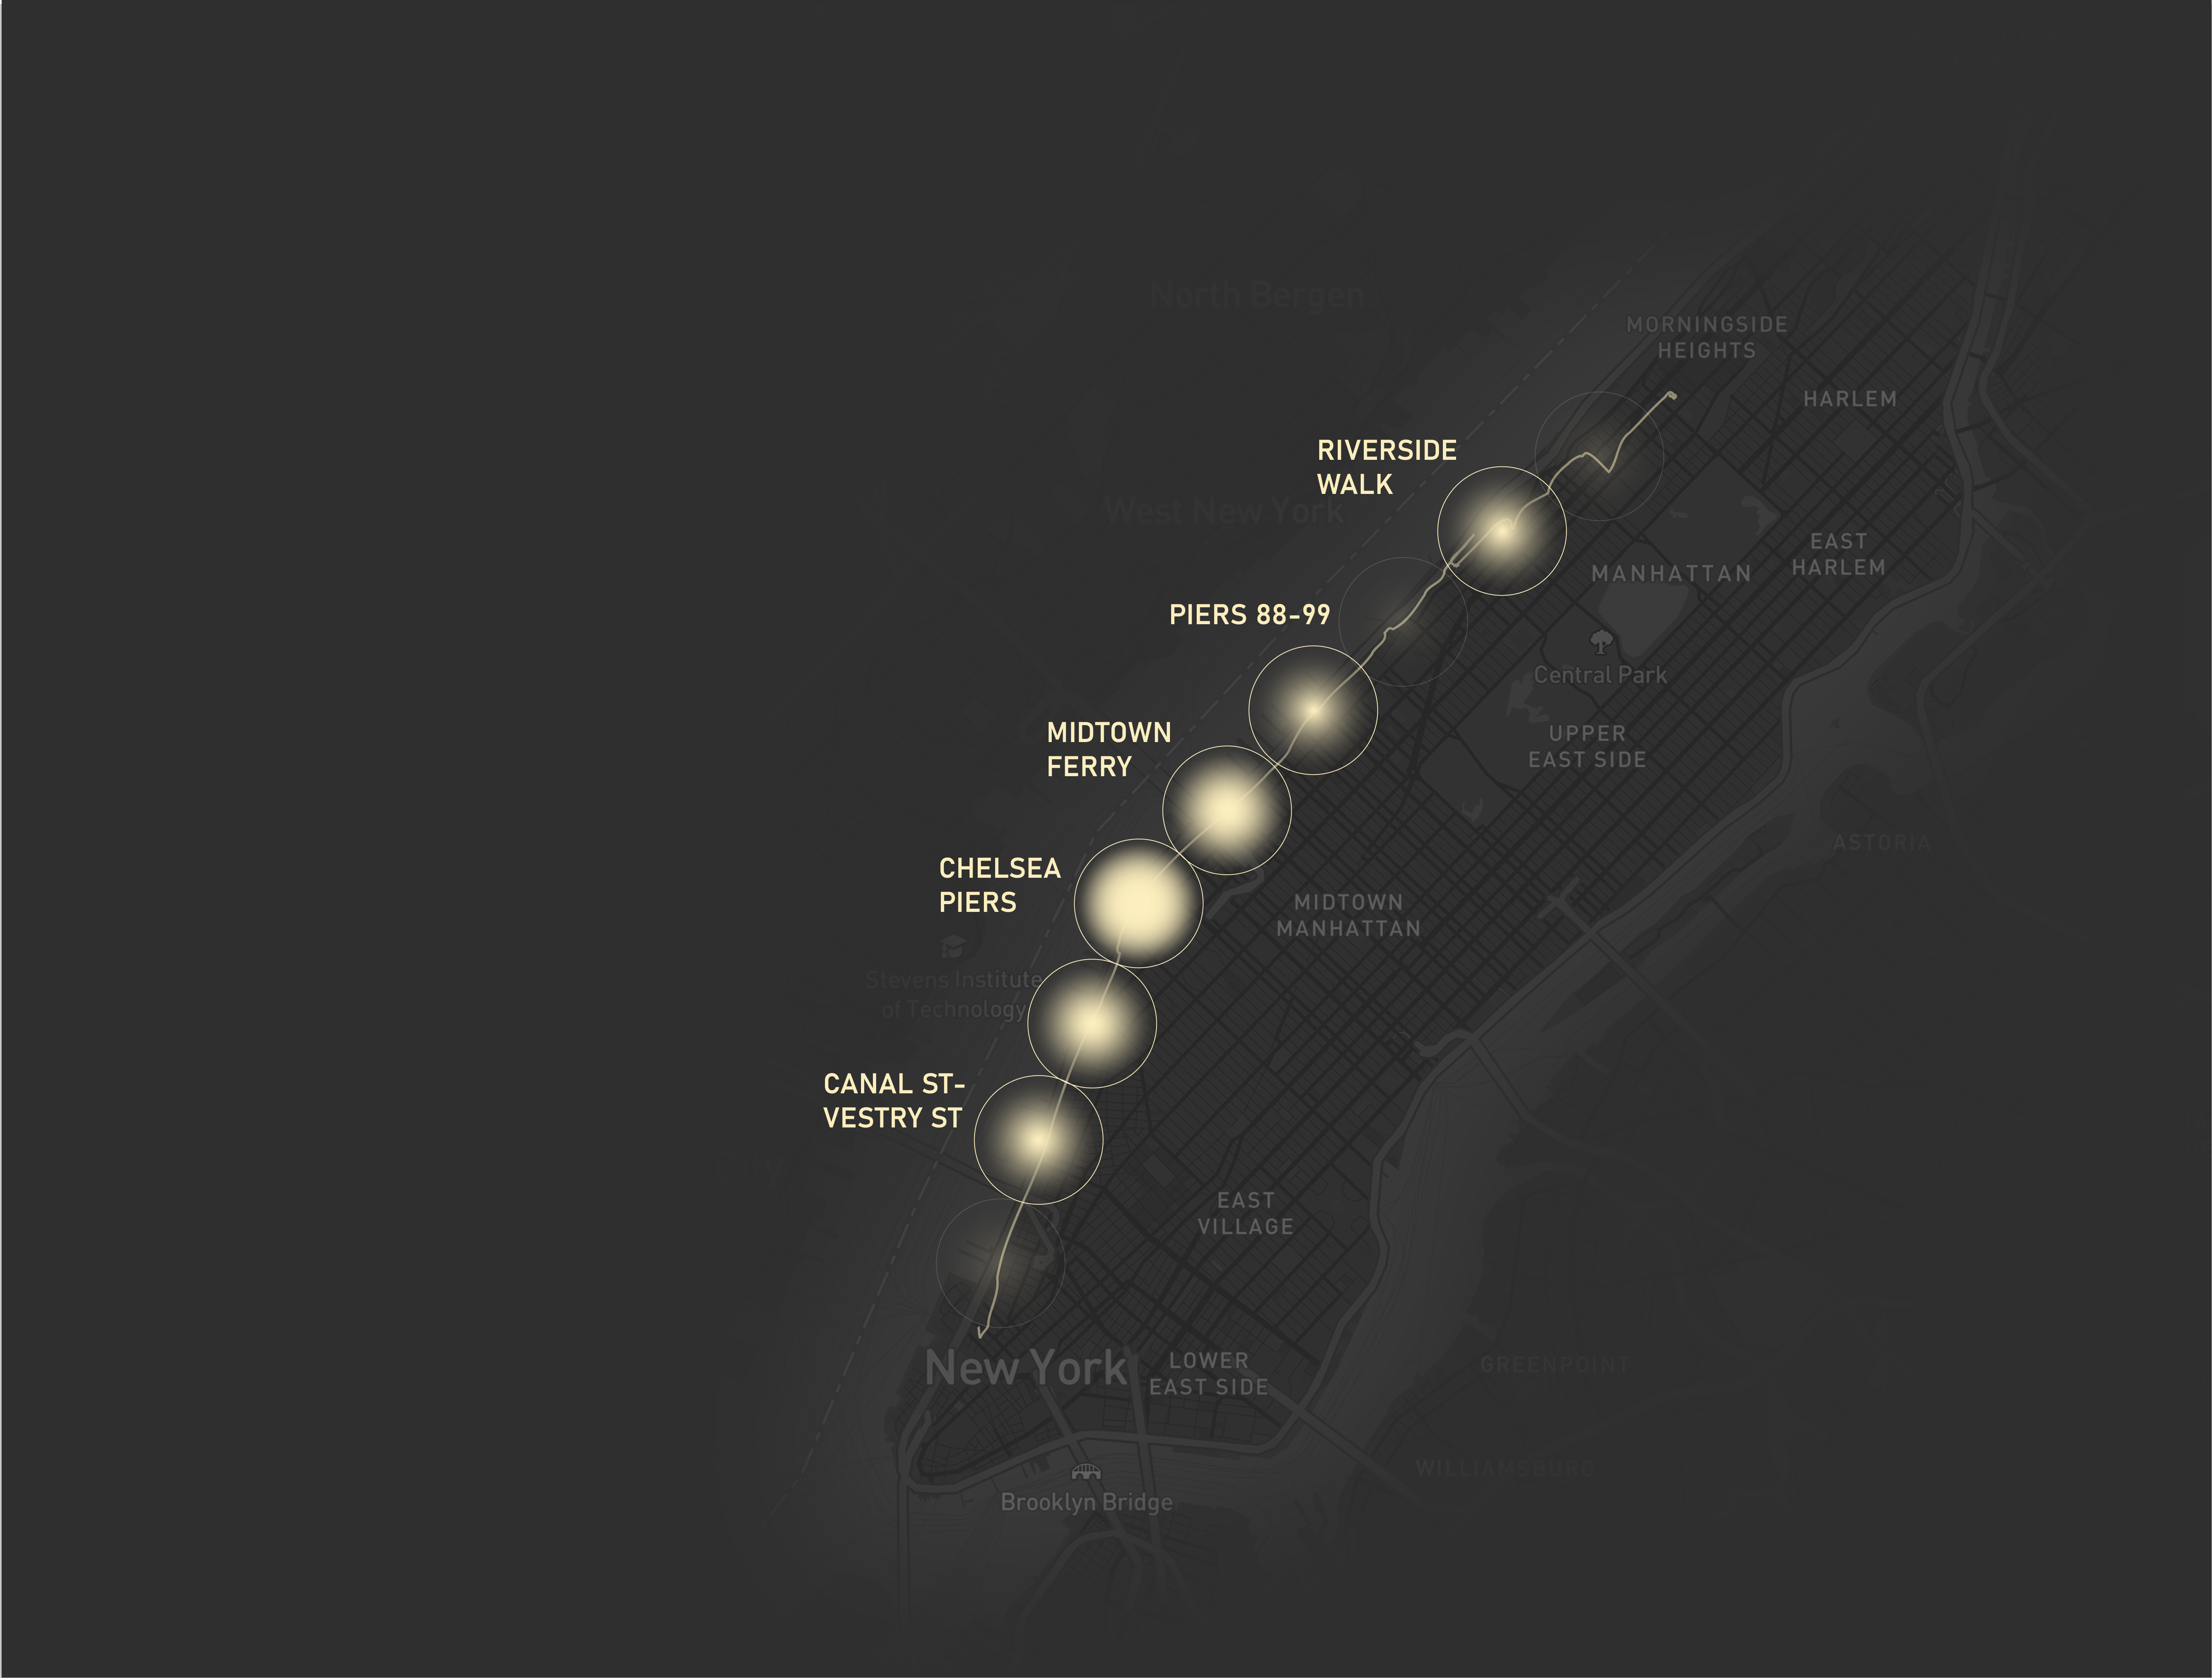 North Bergen
MORNINGSIDE
HEIGHTS
HARLEM
RIVERSIDE
WALK
West New York
EAST
HARLEM
MANHATTAN
PIERS 88-99
Central Park
MIDTOWN
FERRY
UPPER
EAST SIDE
ASTORIA
CHELSEA
PIERS
MIDTOWN
MANHATTAN
Stevens Institute
of Technology
CANAL ST-
VESTRY ST
EAST
VILLAGE
New York
LOWER
EAST SIDE
GREENPOINT
WILLIAMSBURG
Brooklyn Bridge